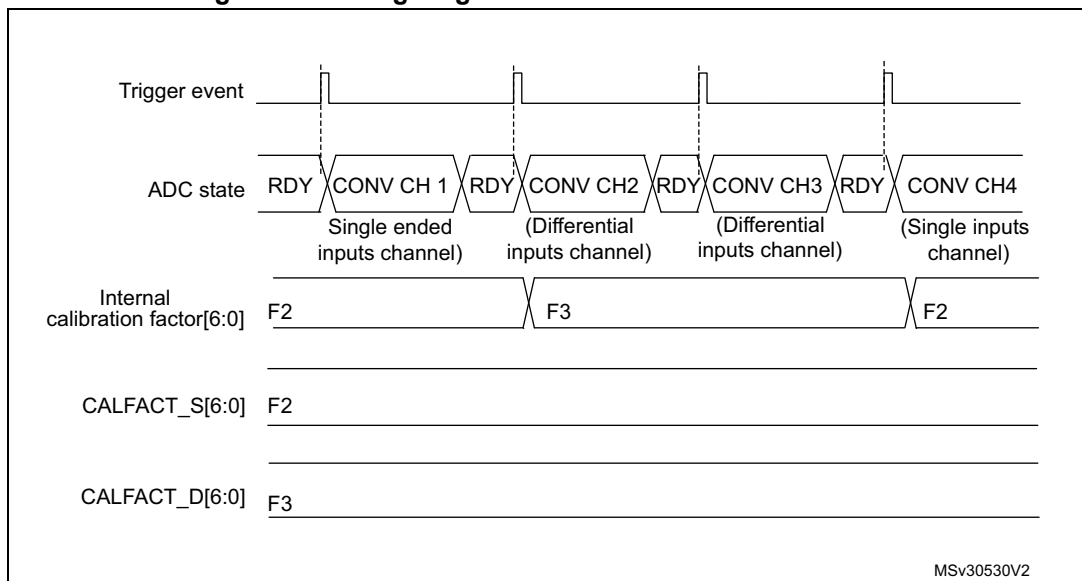 Trigger event
ADC state
RDY
CONV CH 1
RDY
CONV CH2
RDY
CONV CH3
RDY
CONV CH4
Single ended
inputs channel)
(Differential
inputs channel)
(Differential
inputs channel)
(Single inputs
channel)
Internal
calibration factor[6:0]
F2
F3
F2
CALFACT_S[6:0]
F2
CALFACT_D[6:0]
F3
MSv30530V2